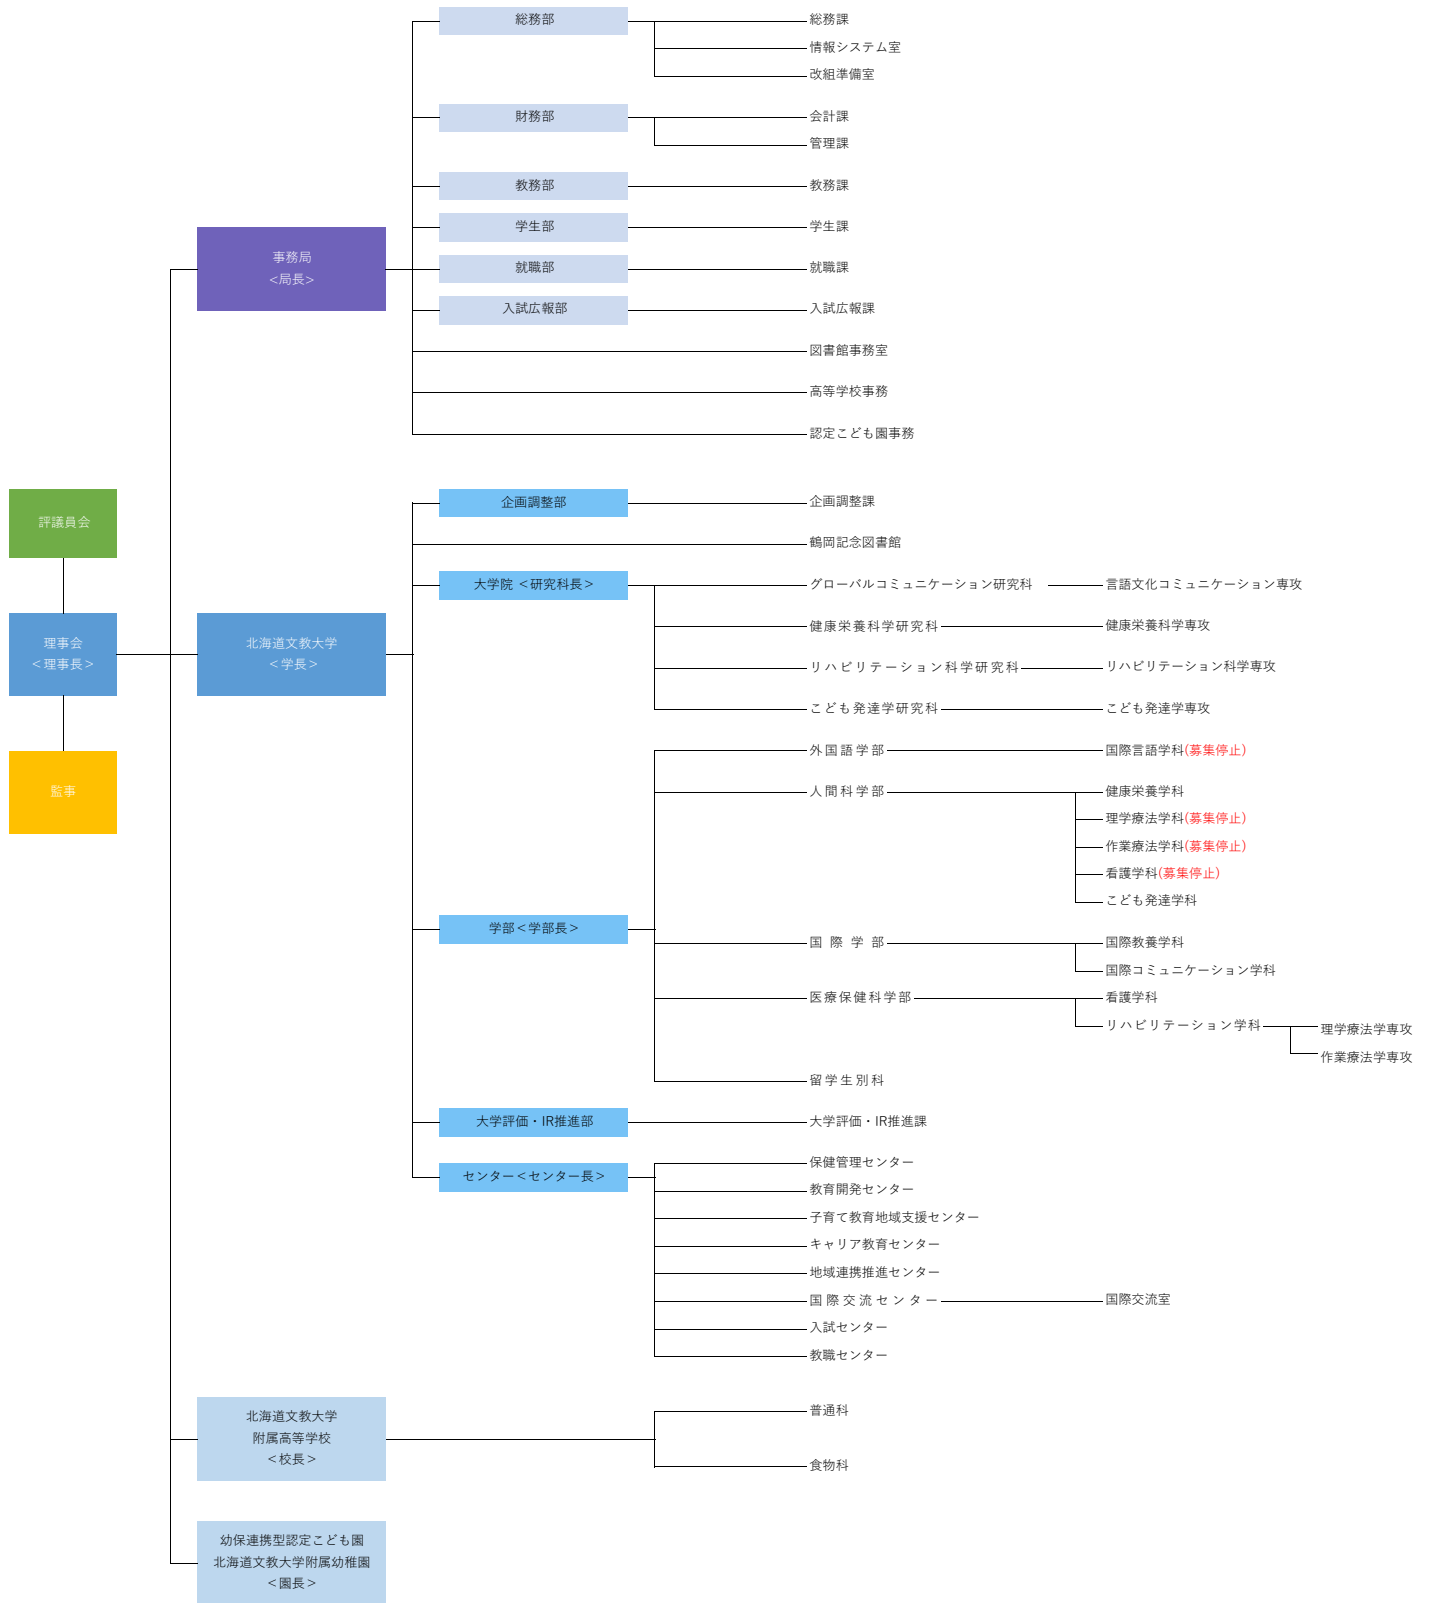 総務部
総務課
情報システム室
改組準備室
財務部
会計課
管理課
教務部
教務課
学生部
学生課
事務局
<局長>
就職部
就職課
入試広報部
入試広報課
図書館事務室
高等学校事務
認定こども園事務
評議員会
企画調整部
企画調整課
鶴岡記念図書館
大学院 ＜研究科長＞
グローバルコミュニケーション研究科
言語文化コミュニケーション専攻
健康栄養科学研究科
健康栄養科学専攻
理事会
＜理事長＞
北海道文教大学
＜学長＞
リハビリテーション科学研究科
リハビリテーション科学専攻
こども発達学研究科
こども発達学専攻
監事
外国語学部
国際言語学科(募集停止)
人間科学部
健康栄養学科
理学療法学科(募集停止)
作業療法学科(募集停止)
看護学科(募集停止)
こども発達学科
学部＜学部長＞
国際学部
国際教養学科
国際コミュニケーション学科
医療保健科学部
看護学科
リハビリテーション学科
理学療法学専攻
作業療法学専攻
留学生別科
大学評価・IR推進部
大学評価・IR推進課
センター＜センター長＞
保健管理センター
教育開発センター
子育て教育地域支援センター
キャリア教育センター
地域連携推進センター
国際交流センター
国際交流室
入試センター
教職センター
北海道文教大学
附属高等学校
＜校長＞
普通科
食物科
幼保連携型認定こども園
北海道文教大学附属幼稚園
＜園長＞